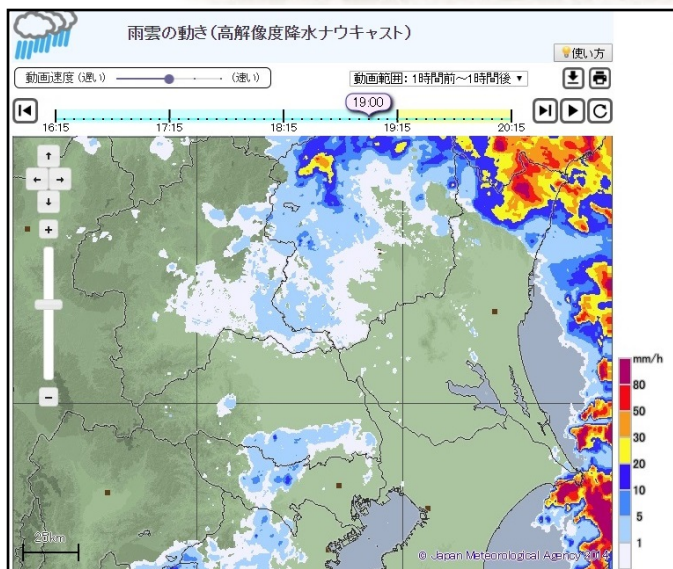 雨雲の動き(高解像度降水ナウキャスト)
使い方
動画速度 (遅い) (速い)
動画範囲: 1時間前~1時間後 ▼
19:00
16:15 17:15 18:15 19:15 20:15
mm/h
80
50
30
20
10
5
1
25km
© Japan Meteorological Agency 2014